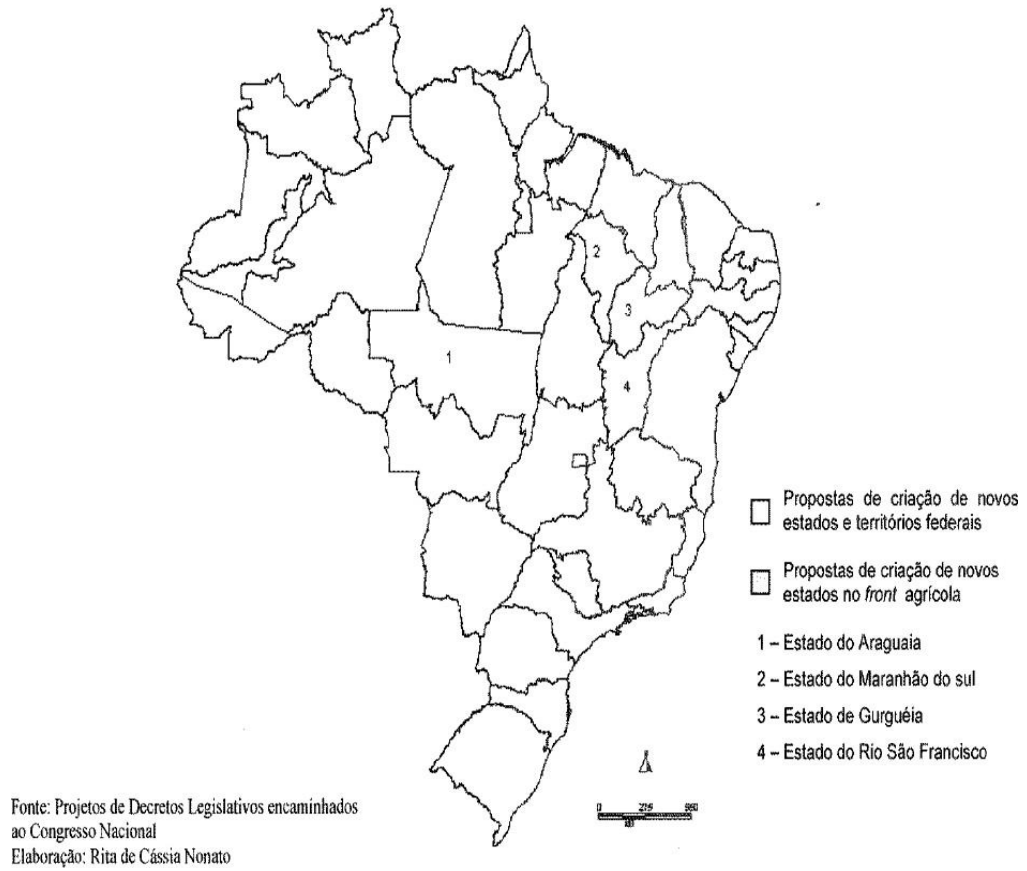 2
3
1
4
Propostas de criação de novos
estados e territórios federais
Propostas de criação de novos
estados no front agrícola
1 – Estado do Araguaia
2 – Estado do Maranhão do sul
3 – Estado de Gurguéia
4 – Estado do Rio São Francisco
0
Fonte: Projetos de Decretos Legislativos encaminhados
ao Congresso Nacional
Elaboração: Rita de Cássia Nonato